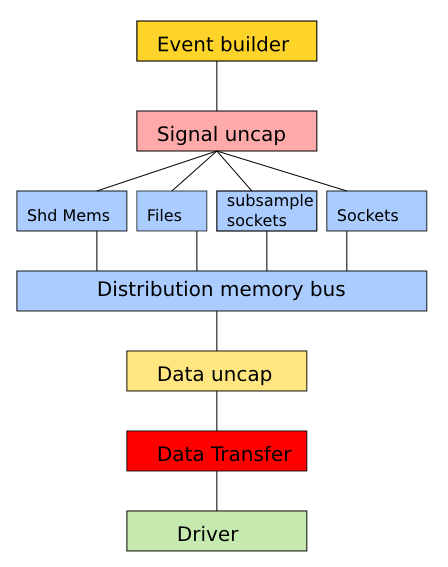 Event builder
Signal uncap
Shd Mems
Files
subsample
sockets
Sockets
Distribution memory bus
Data uncap
Data Transfer
Driver